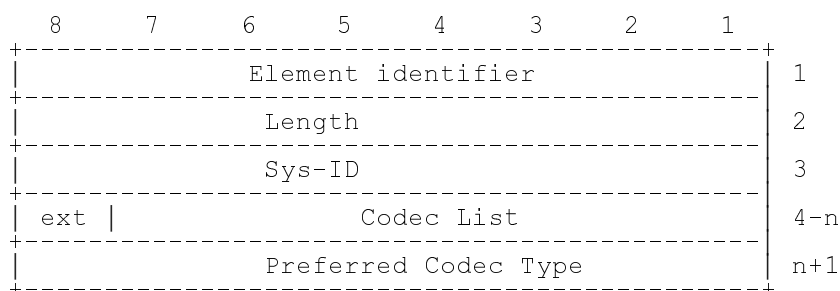 8 7 6 5 4 3 2 1
Element identifier 1
Length 2
Sys-ID 3
ext | Codec List 4-n
Preferred Codec Type n+1